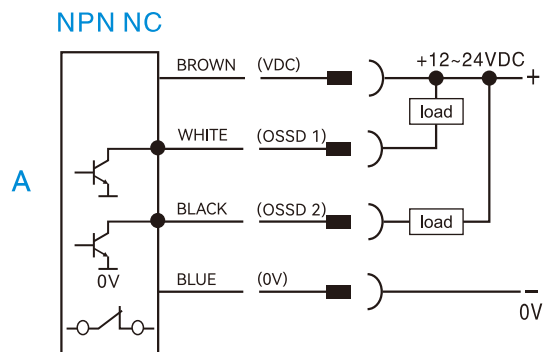 NPN NC
+12~24VDC
BROWN (VDC) +
load
WHITE (OSSD 1)
A
BLACK (OSSD 2) load
0V
BLUE (0V) −
0V